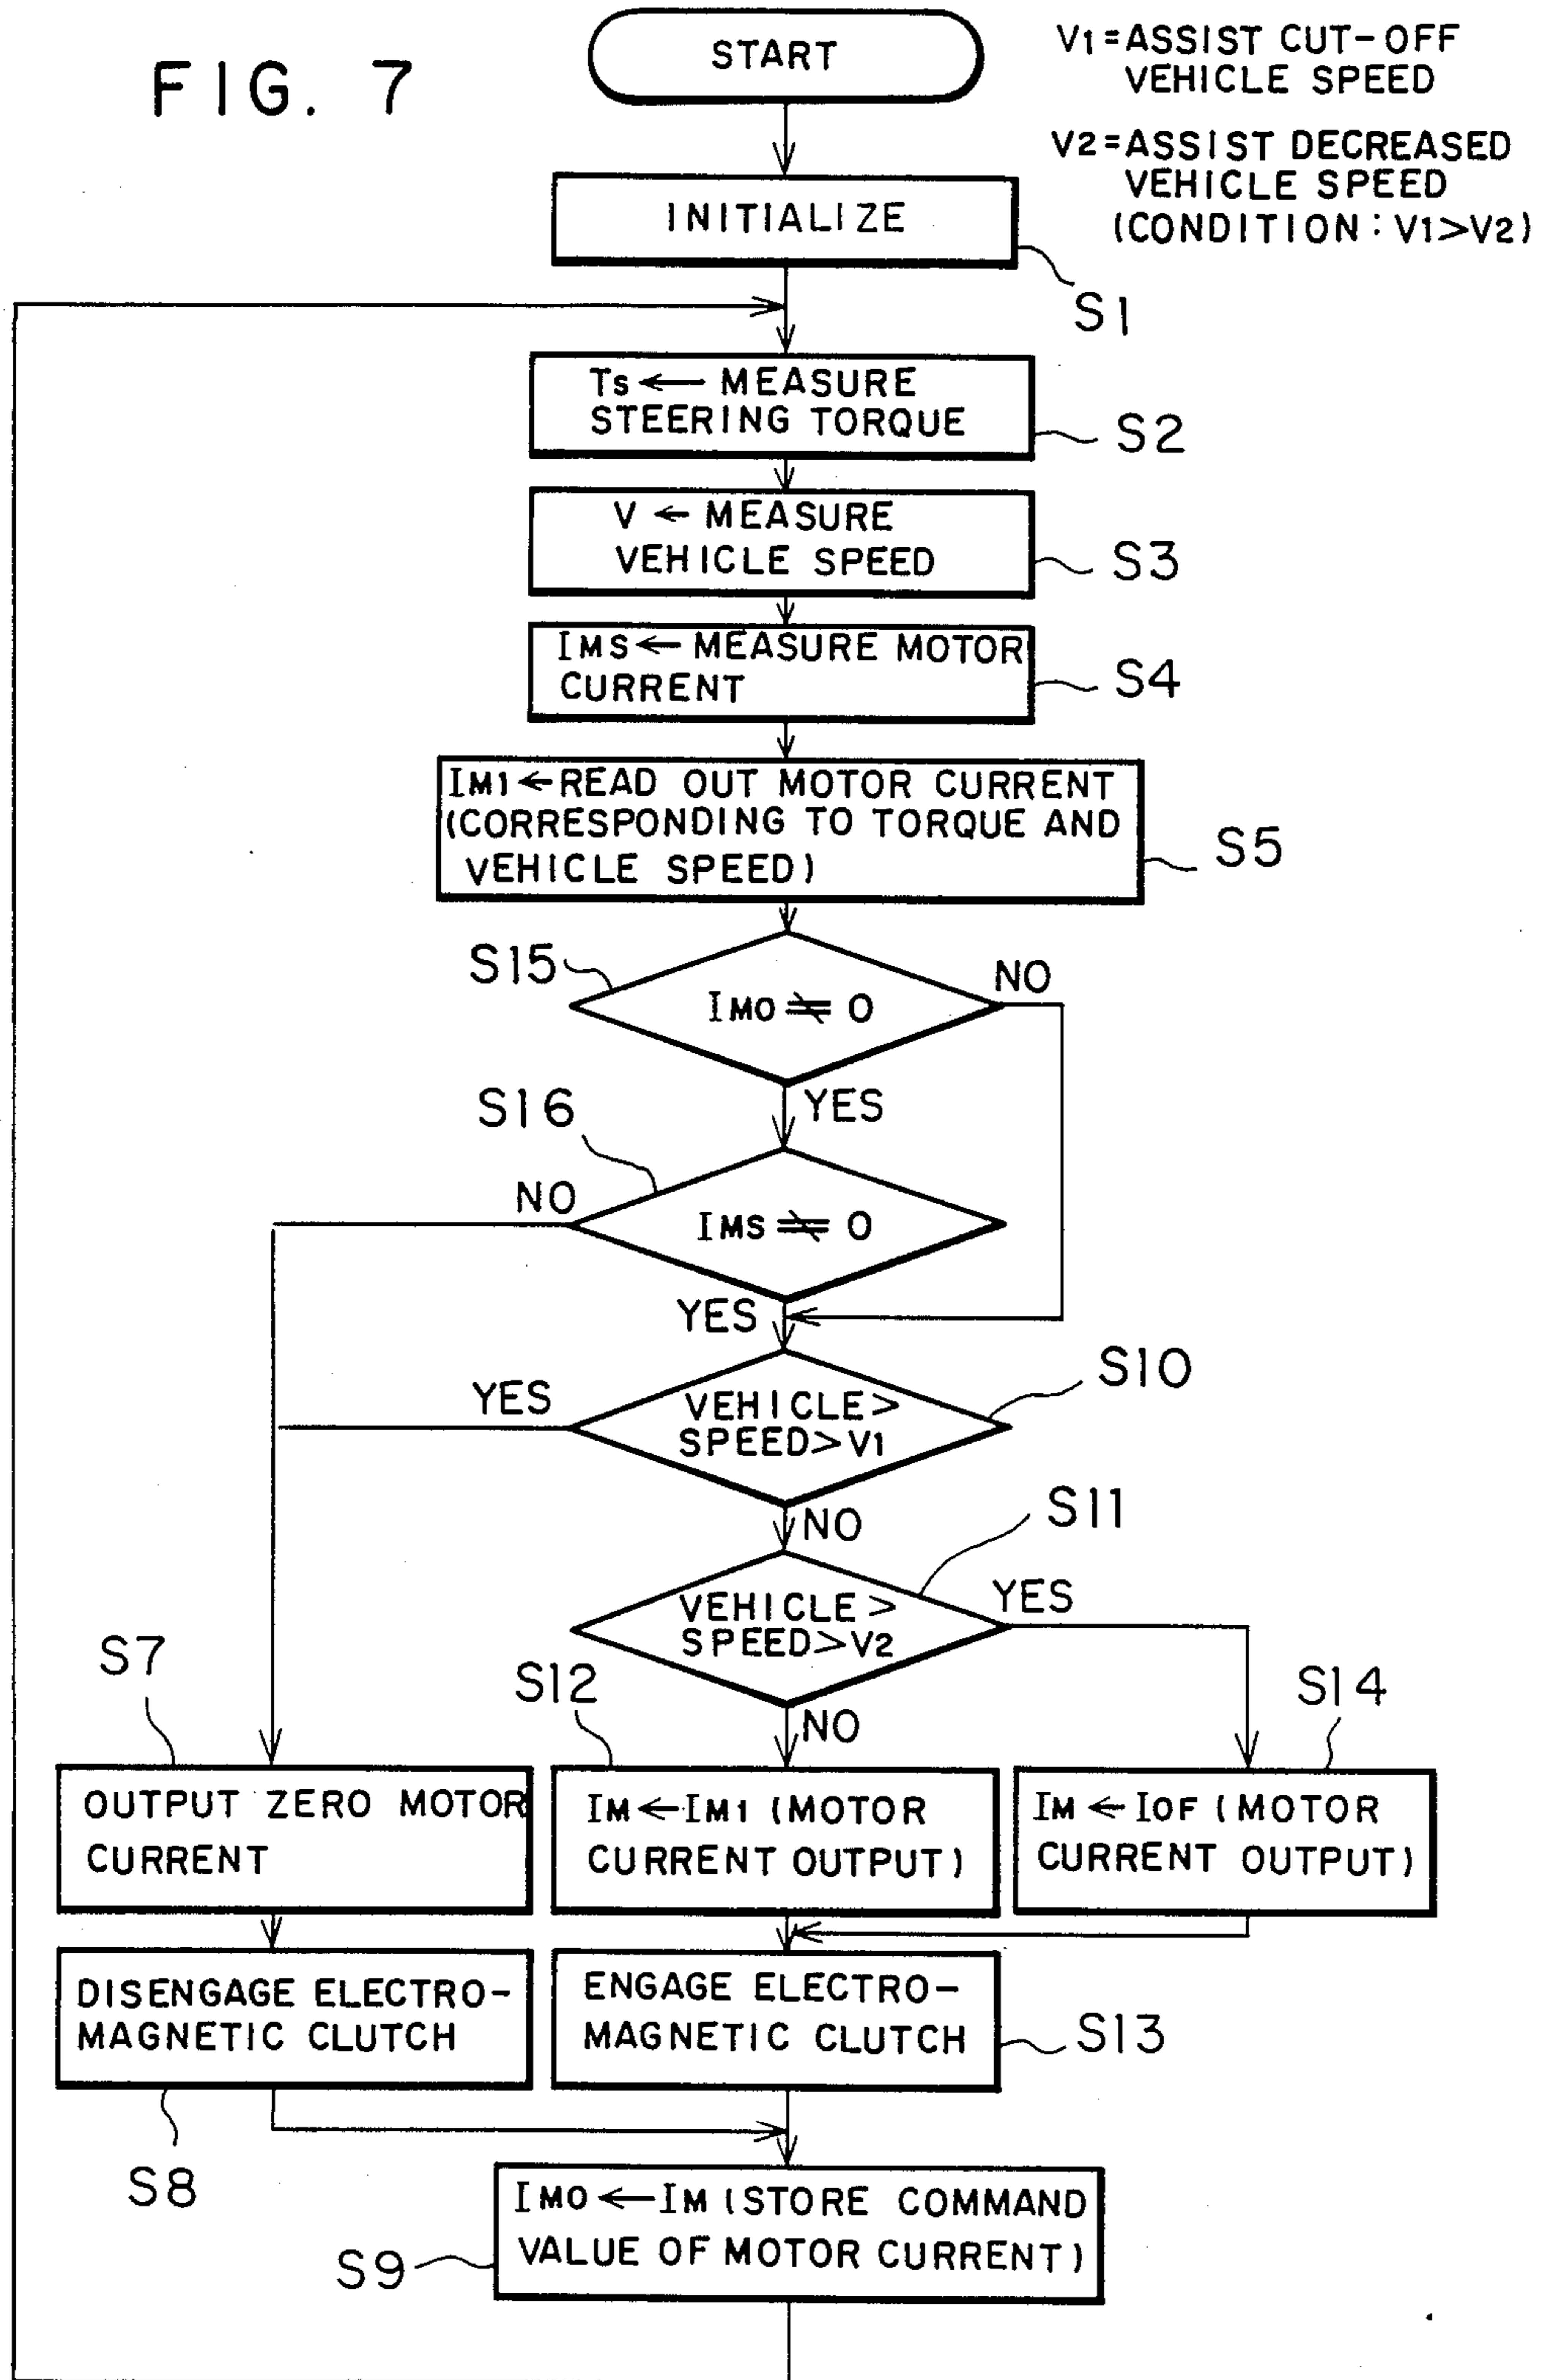 FIG. 7
START
V1=ASSIST CUT-OFF
VEHICLE SPEED
V2=ASSIST DECREASED
VEHICLE SPEED
(CONDITION:V1>V2)
INITIALIZE
S1
Ts← MEASURE
STEERING TORQUE
S2
V ← MEASURE
VEHICLE SPEED
S3
IMS← MEASURE MOTOR
CURRENT
S4
IM1←READ OUT MOTOR CURRENT
(CORRESPONDING TO TORQUE AND
VEHICLE SPEED)
S5
S15
IMO ≠ 0
NO
YES
S16
NO
IMS ≠ 0
YES
S10
YES
VEHICLE>
SPEED>V1
NO
S11
VEHICLE>
SPEED>V2
YES
S7
S12
NO
S14
OUTPUT ZERO MOTOR
CURRENT
IM←IM1 (MOTOR
CURRENT OUTPUT)
IM←IOF (MOTOR
CURRENT OUTPUT)
DISENGAGE ELECTRO-
MAGNETIC CLUTCH
ENGAGE ELECTRO-
MAGNETIC CLUTCH
S13
S8
IMO←IM (STORE COMMAND
VALUE OF MOTOR CURRENT)
S9